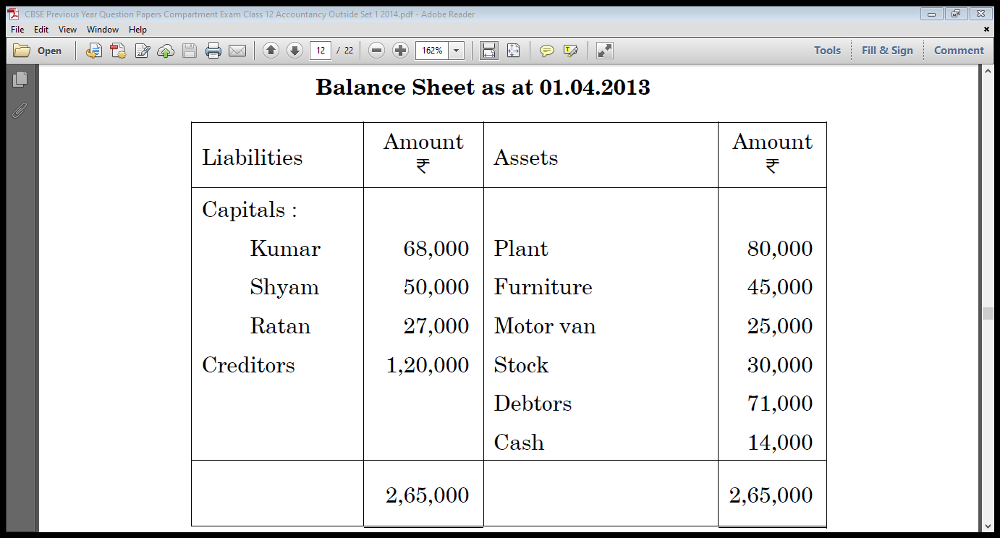 CBSE Previous Year Question Papers Compartment Exam Class 12 Accountancy Outside Set 1 2014.pdf - Adobe Reader
File Edit View Window Help
Open 12 / 22 162% Tools Fill & Sign Comment
Balance Sheet as at 01.04.2013
Liabilities Amount ₹ Assets Amount ₹
Capitals :
Kumar 68,000 Plant 80,000
Shyam 50,000 Furniture 45,000
Ratan 27,000 Motor van 25,000
Creditors 1,20,000 Stock 30,000
Debtors 71,000
Cash 14,000
2,65,000 2,65,000